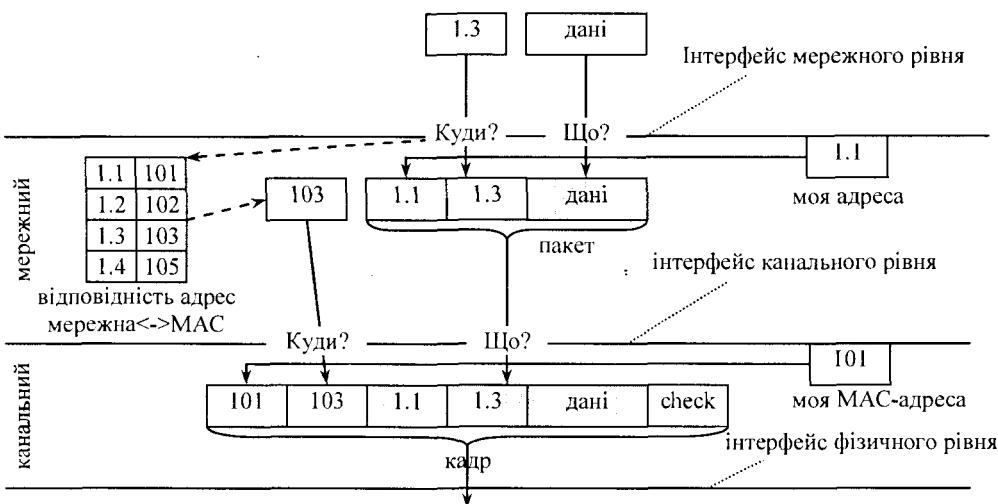 1.3 дані
Інтерфейс мережного рівня
Куди? Що?
1.1
моя адреса
мережний
1.1 101
1.2 102
1.3 103
1.4 105
відповідність адрес
мережна<->MAC
103
1.1 1.3 дані
пакет
інтерфейс канального рівня
Куди? Що?
101
моя MAC-адреса
канальний
101 103 1.1 1.3 дані check
кадр
інтерфейс фізичного рівня